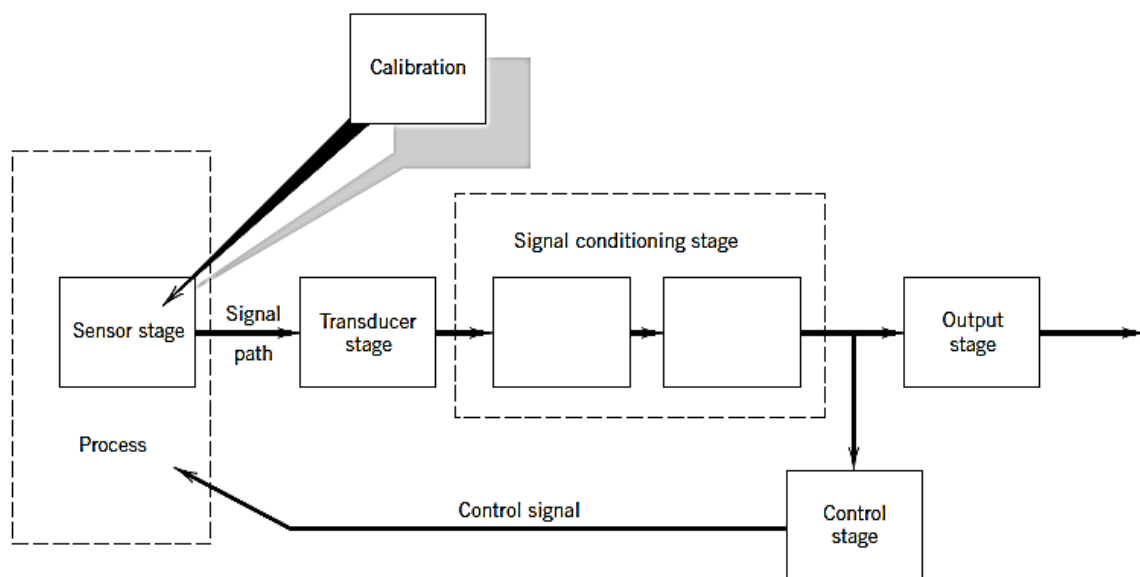 Calibration
Signal conditioning stage
Sensor stage
Signal
path
Transducer
stage
Output
stage
Process
Control signal
Control
stage